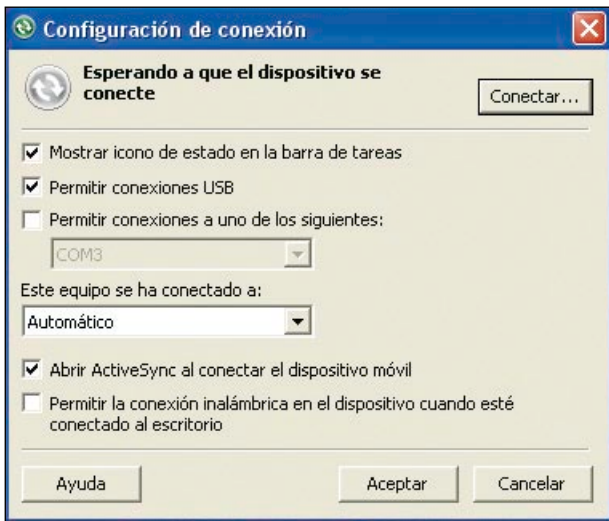 Configuración de conexión
Esperando a que el dispositivo se
conecte
Conectar...
Mostrar icono de estado en la barra de tareas
Permitir conexiones USB
Permitir conexiones a uno de los siguientes:
COM3
Este equipo se ha conectado a:
Automático
Abrir ActiveSync al conectar el dispositivo móvil
Permitir la conexión inalámbrica en el dispositivo cuando esté
conectado al escritorio
Ayuda
Aceptar
Cancelar